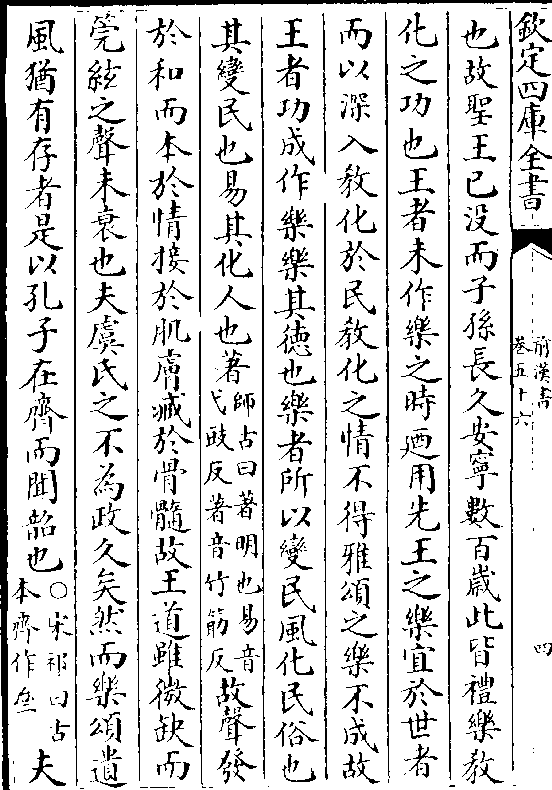 欽定四庫全書
前漢書
卷五十六
四
也故聖王已没而子孫長久安寧數百歲此皆禮樂教
化之功也王者未作樂之時廼用先王之樂宜於世者
而以深入教化於民教化之情不得雅頌之樂不成故
王者功成作樂樂其德也樂者所以變民風化民俗也
其變民也易其化人也著師古曰著明也易音弋豉反著音竹筯反故聲發
於和而本於情接於肌膚臧於骨髓故王道雖微缺而
筦絃之聲未衰也夫虞氏之不為政久矣然而樂頌遺
風猶有存者是以孔子在齊而聞韶也○宋祁曰古本齊作亝夫